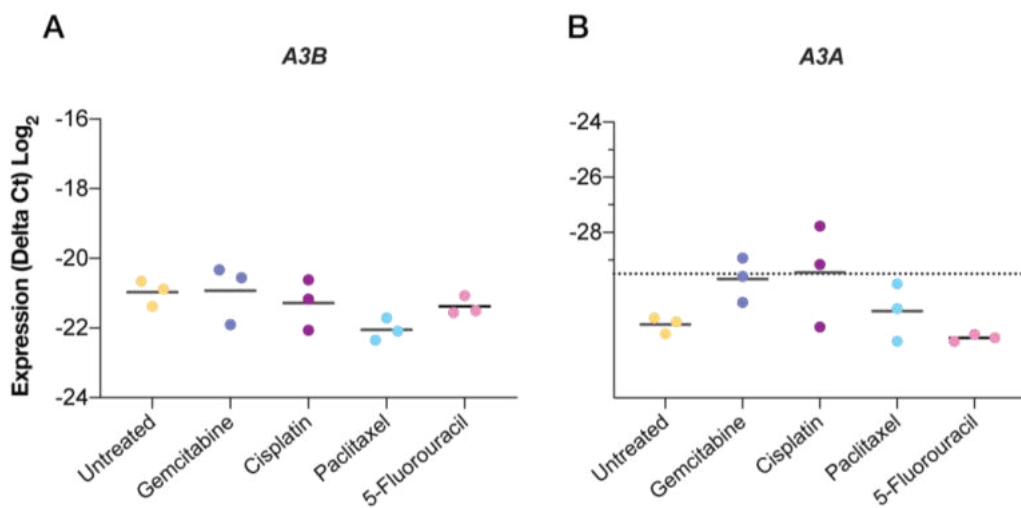 A
A3B
Expression (Delta Ct) Log2
-16
-18
-20
-22
-24
Untreated
Gemcitabine
Cisplatin
Paclitaxel
5-Fluorouracil
B
A3A
-24
-26
-28
Untreated
Gemcitabine
Cisplatin
Paclitaxel
5-Fluorouracil